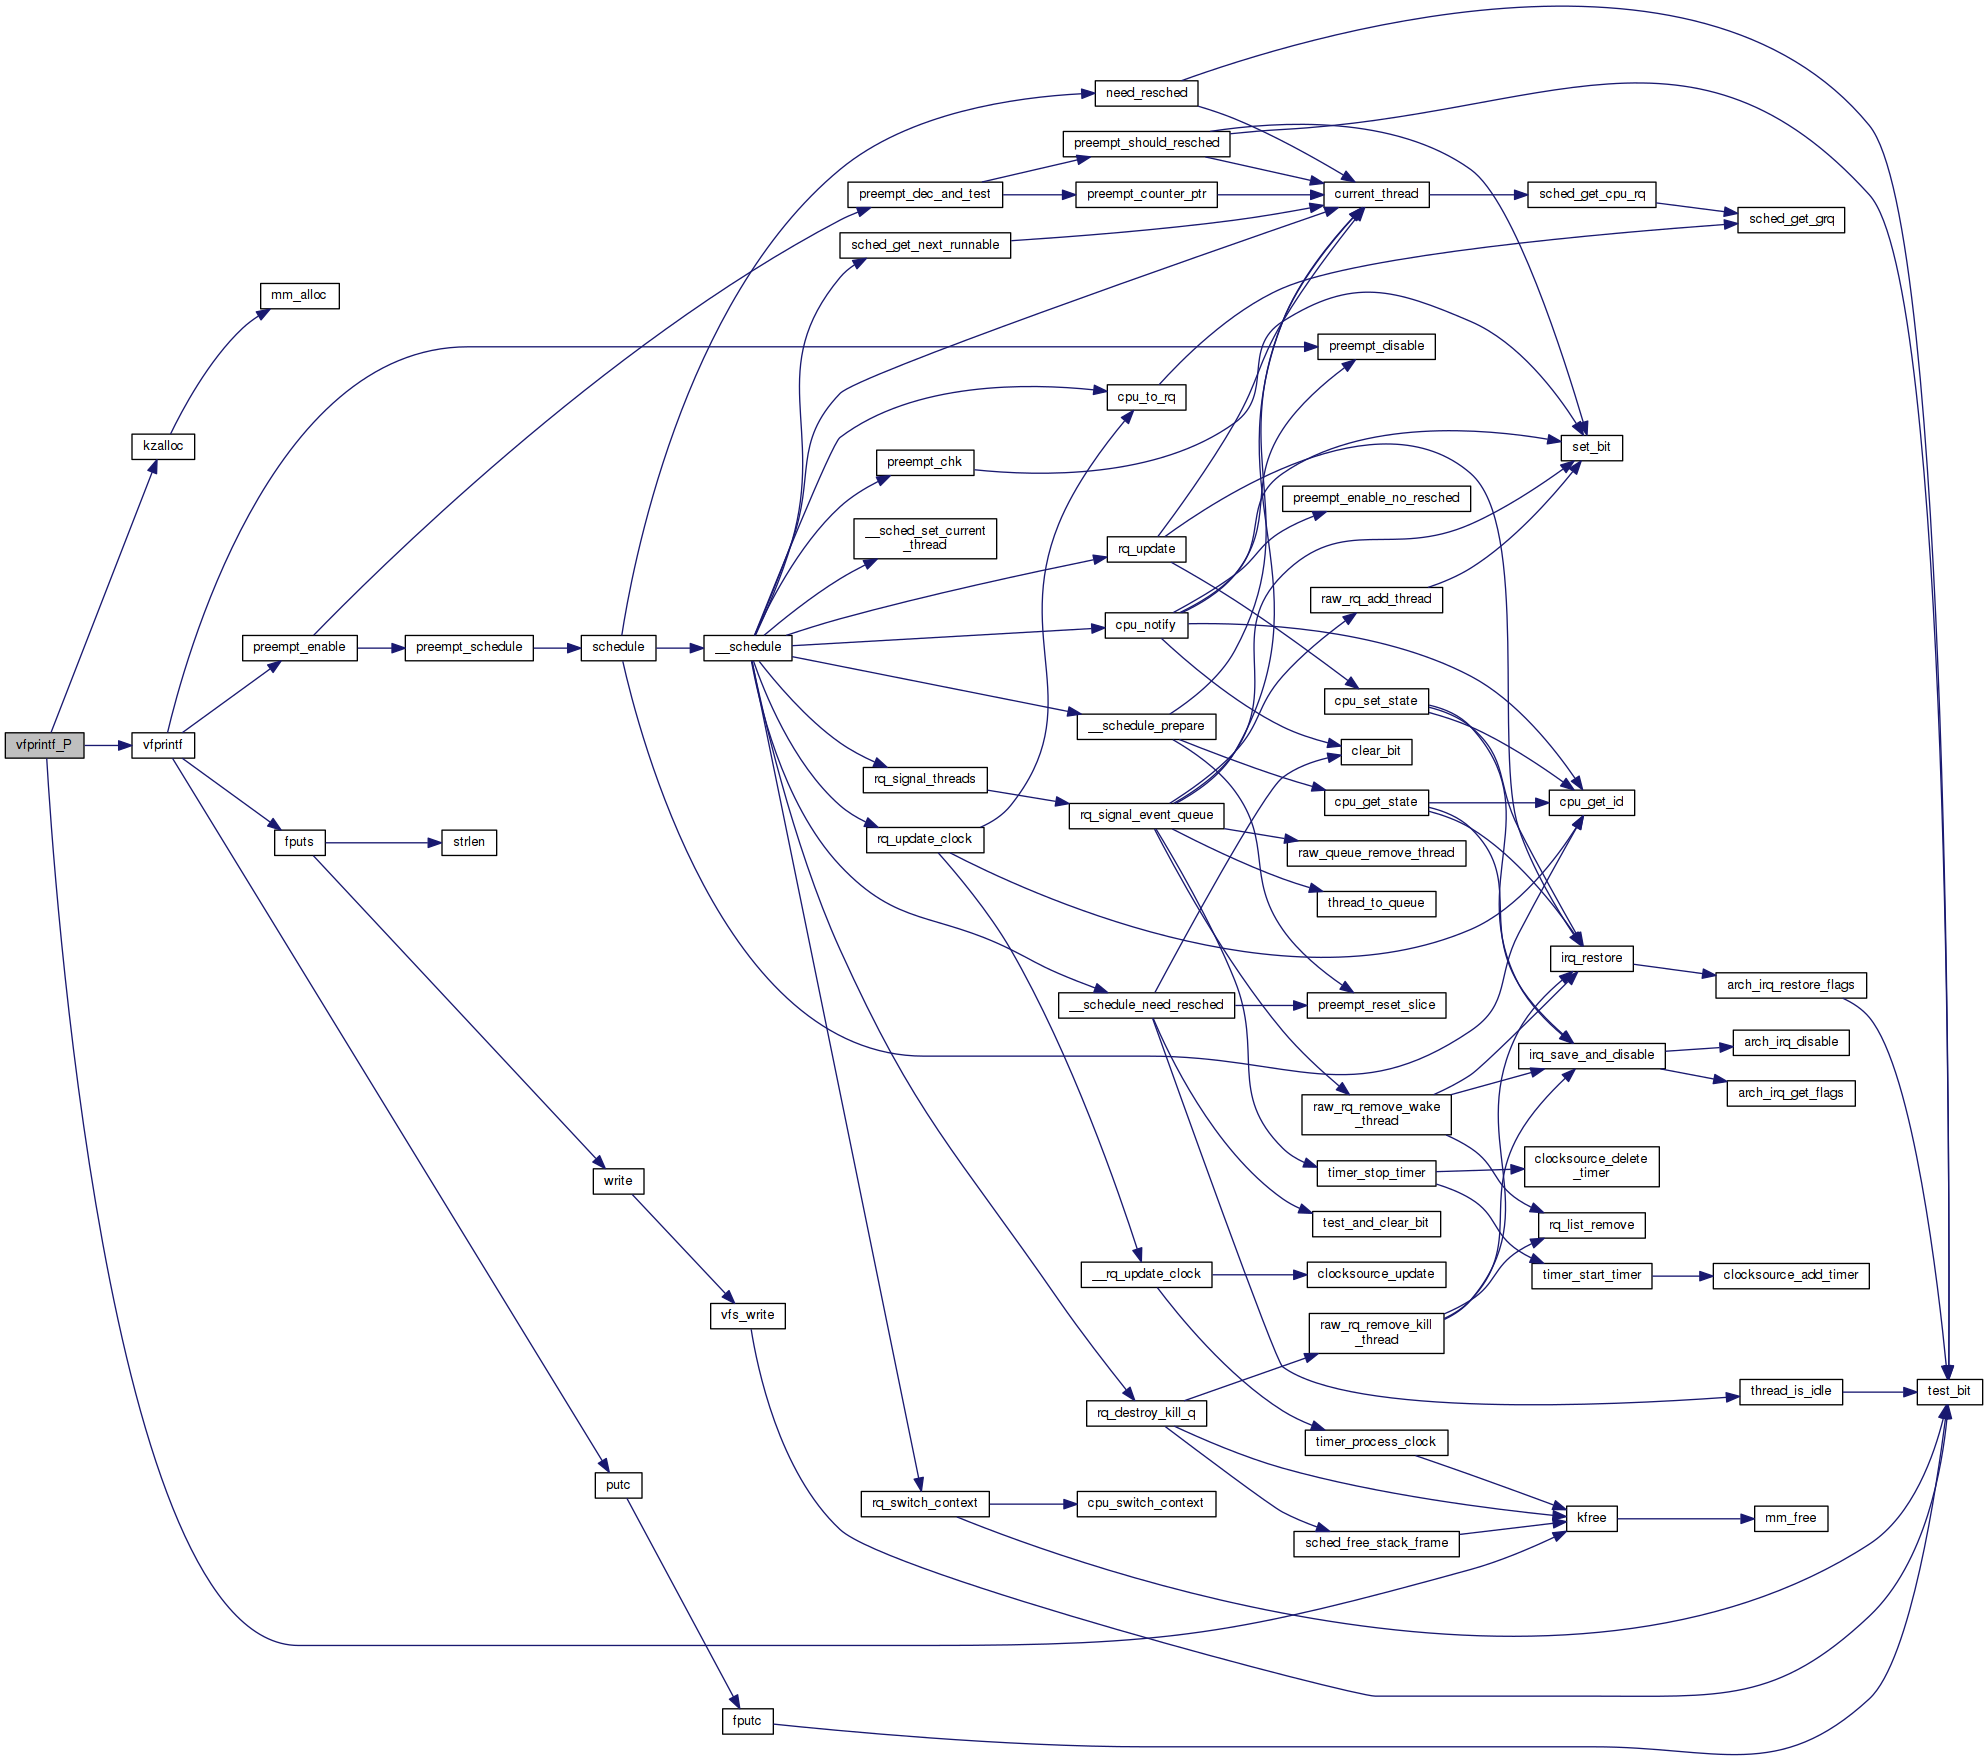 need_resched
preempt_should_resched
preempt_dec_and_test
preempt_counter_ptr
current_thread
sched_get_cpu_rq
sched_get_grq
sched_get_next_runnable
mm_alloc
preempt_disable
cpu_to_rq
kzalloc
preempt_chk
set_bit
preempt_enable_no_resched
__sched_set_current
_thread
rq_update
raw_rq_add_thread
cpu_notify
preempt_enable
preempt_schedule
schedule
__schedule
cpu_set_state
__schedule_prepare
vfprintf_P
vfprintf
clear_bit
rq_signal_threads
cpu_get_state
cpu_get_id
rq_signal_event_queue
fputs
strlen
rq_update_clock
raw_queue_remove_thread
thread_to_queue
irq_restore
arch_irq_restore_flags
__schedule_need_resched
preempt_reset_slice
arch_irq_disable
irq_save_and_disable
arch_irq_get_flags
raw_rq_remove_wake
_thread
clocksource_delete
_timer
write
timer_stop_timer
test_and_clear_bit
rq_list_remove
__rq_update_clock
clocksource_update
timer_start_timer
clocksource_add_timer
vfs_write
raw_rq_remove_kill
_thread
thread_is_idle
test_bit
rq_destroy_kill_q
timer_process_clock
putc
rq_switch_context
cpu_switch_context
kfree
mm_free
sched_free_stack_frame
fputc